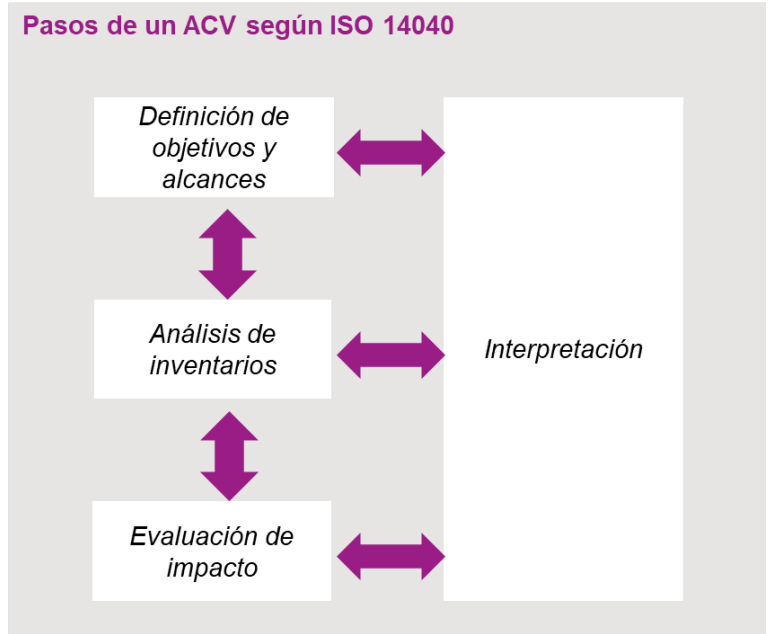 Pasos de un ACV según ISO 14040
Definición de
objetivos y
alcances
Análisis de
inventarios
Interpretación
Evaluación de
impacto